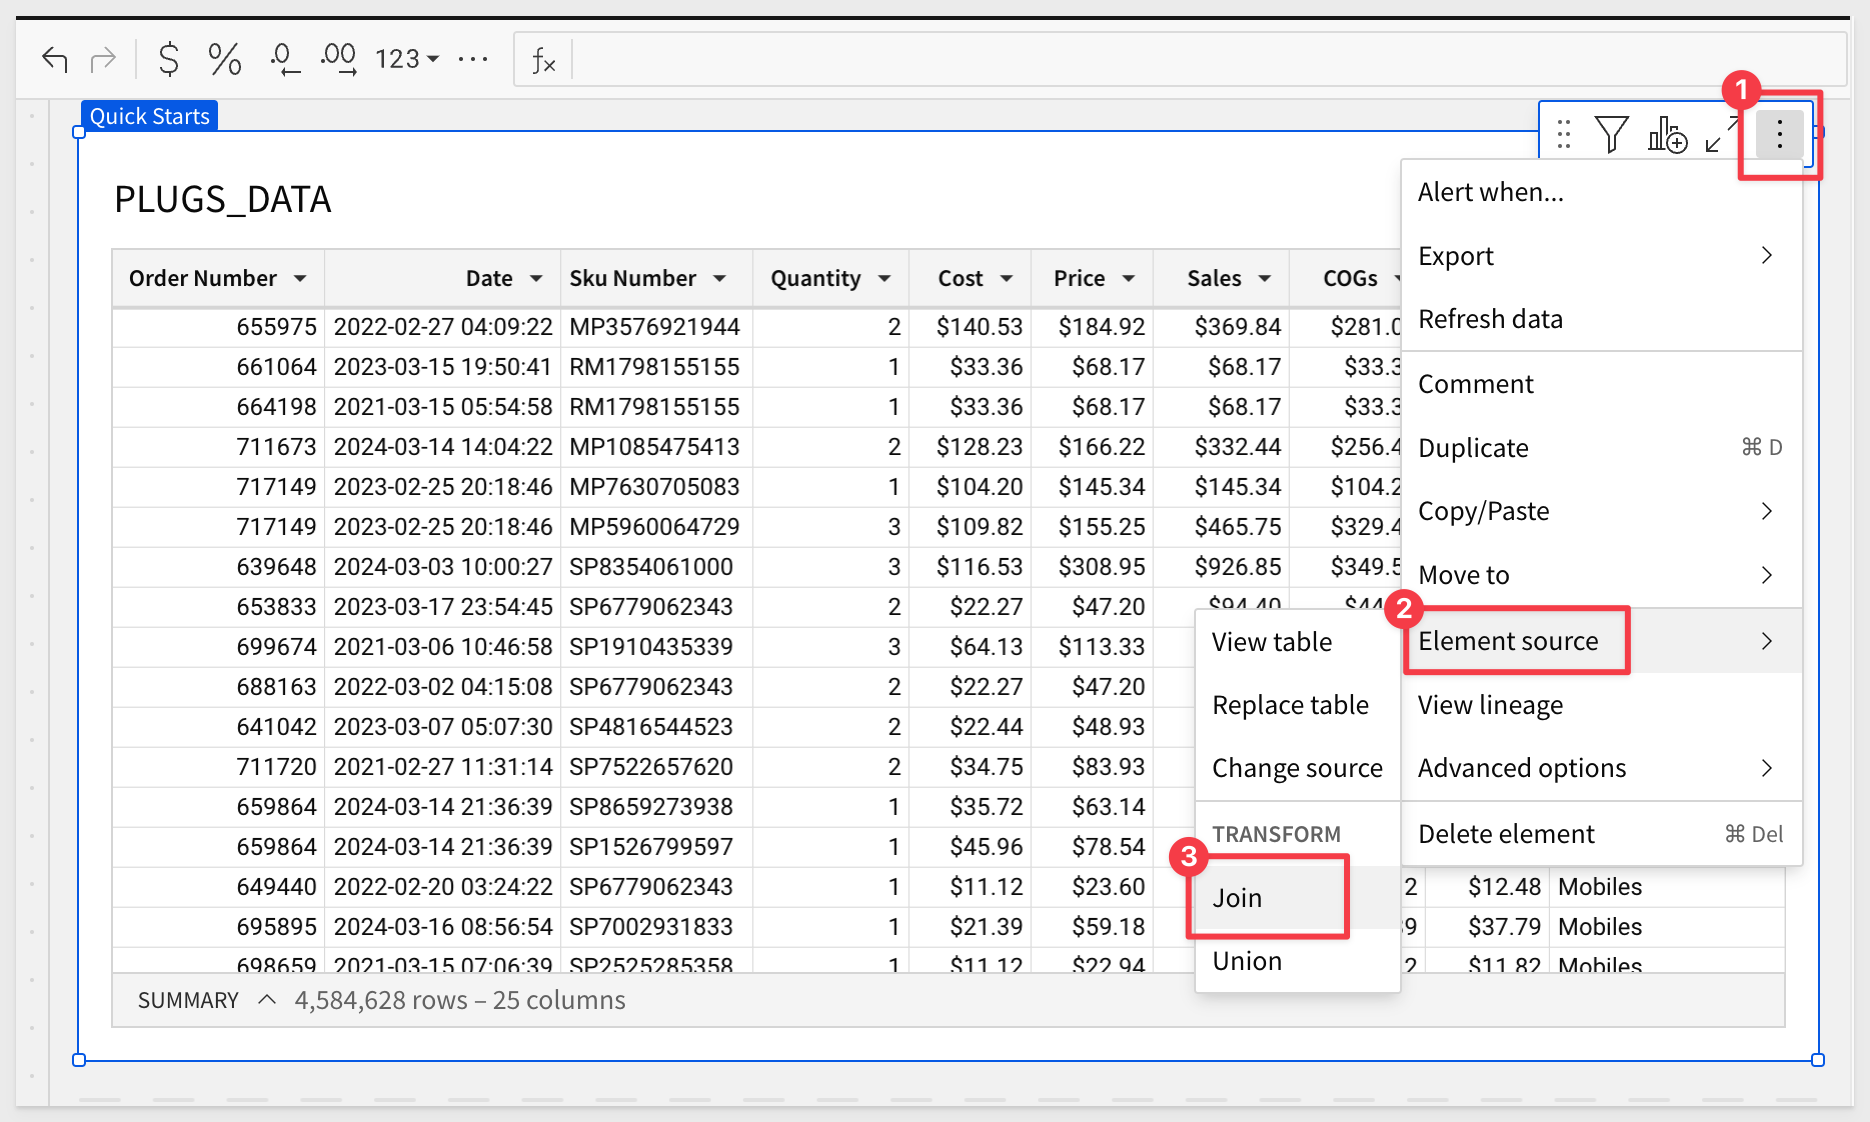 $ % .0 .00 123 ... fx
1
Quick Starts
PLUGS_DATA
Order Number Date Sku Number Quantity Cost Price Sales COGs
655975 2022-02-27 04:09:22 MP3576921944 2 $140.53 $184.92 $369.84 $281.0
661064 2023-03-15 19:50:41 RM1798155155 1 $33.36 $68.17 $68.17 $33.3
664198 2021-03-15 05:54:58 RM1798155155 1 $33.36 $68.17 $68.17 $33.3
711673 2024-03-14 14:04:22 MP1085475413 2 $128.23 $166.22 $332.44 $256.4
717149 2023-02-25 20:18:46 MP7630705083 1 $104.20 $145.34 $145.34 $104.2
717149 2023-02-25 20:18:46 MP5960064729 3 $109.82 $155.25 $465.75 $329.4
639648 2024-03-03 10:00:27 SP8354061000 3 $116.53 $308.95 $926.85 $349.5
653833 2023-03-17 23:54:45 SP6779062343 2 $22.27 $47.20 $94.40 $44
699674 2021-03-06 10:46:58 SP1910435339 3 $64.13 $113.33
688163 2022-03-02 04:15:08 SP6779062343 2 $22.27 $47.20
641042 2023-03-07 05:07:30 SP4816544523 2 $22.44 $48.93
711720 2021-02-27 11:31:14 SP7522657620 2 $34.75 $83.93
659864 2024-03-14 21:36:39 SP8659273938 1 $35.72 $63.14
659864 2024-03-14 21:36:39 SP1526799597 1 $45.96 $78.54
649440 2022-02-20 03:24:22 SP6779062343 1 $11.12 $23.60 2 $12.48 Mobiles
695895 2024-03-16 08:56:54 SP7002931833 1 $21.39 $59.18 9 $37.79 Mobiles
698659 2021-03-15 07:06:39 SP2525285358 1 $11.12 $22.94 2 $11.82 Mobiles
SUMMARY 4,584,628 rows – 25 columns
Alert when...
Export
Refresh data
Comment
Duplicate ⌘ D
Copy/Paste
Move to
2
Element source
View lineage
Advanced options
Delete element ⌘ Del
View table
Replace table
Change source
TRANSFORM
3
Join
Union